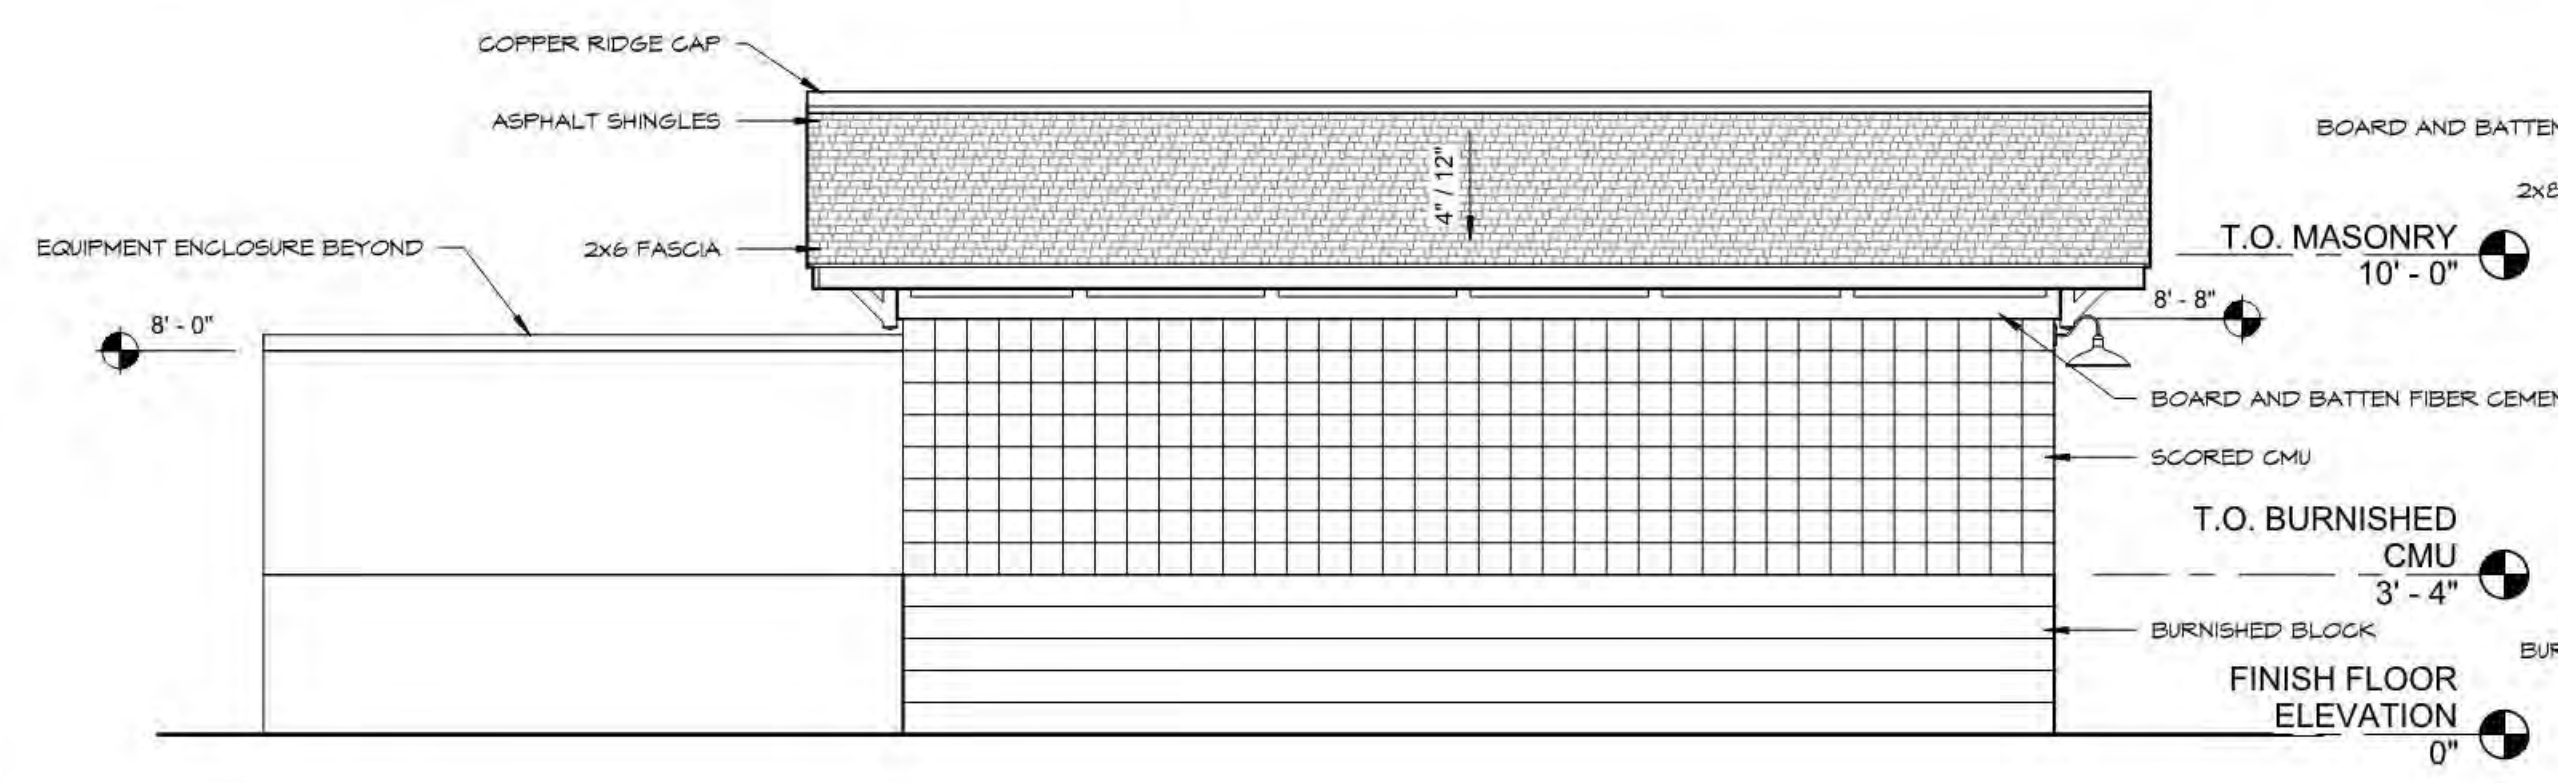 COPPER RIDGE CAP
ASPHALT SHINGLES
BOARD AND BATTEN
2x8
4" / 12"
T.O. MASONRY
10' - 0"
EQUIPMENT ENCLOSURE BEYOND
2x6 FASCIA
8' - 0"
8' - 8"
BOARD AND BATTEN FIBER CEMEN
SCORED CMU
T.O. BURNISHED
CMU
3' - 4"
BURNISHED BLOCK
BUR
FINISH FLOOR
ELEVATION
0"